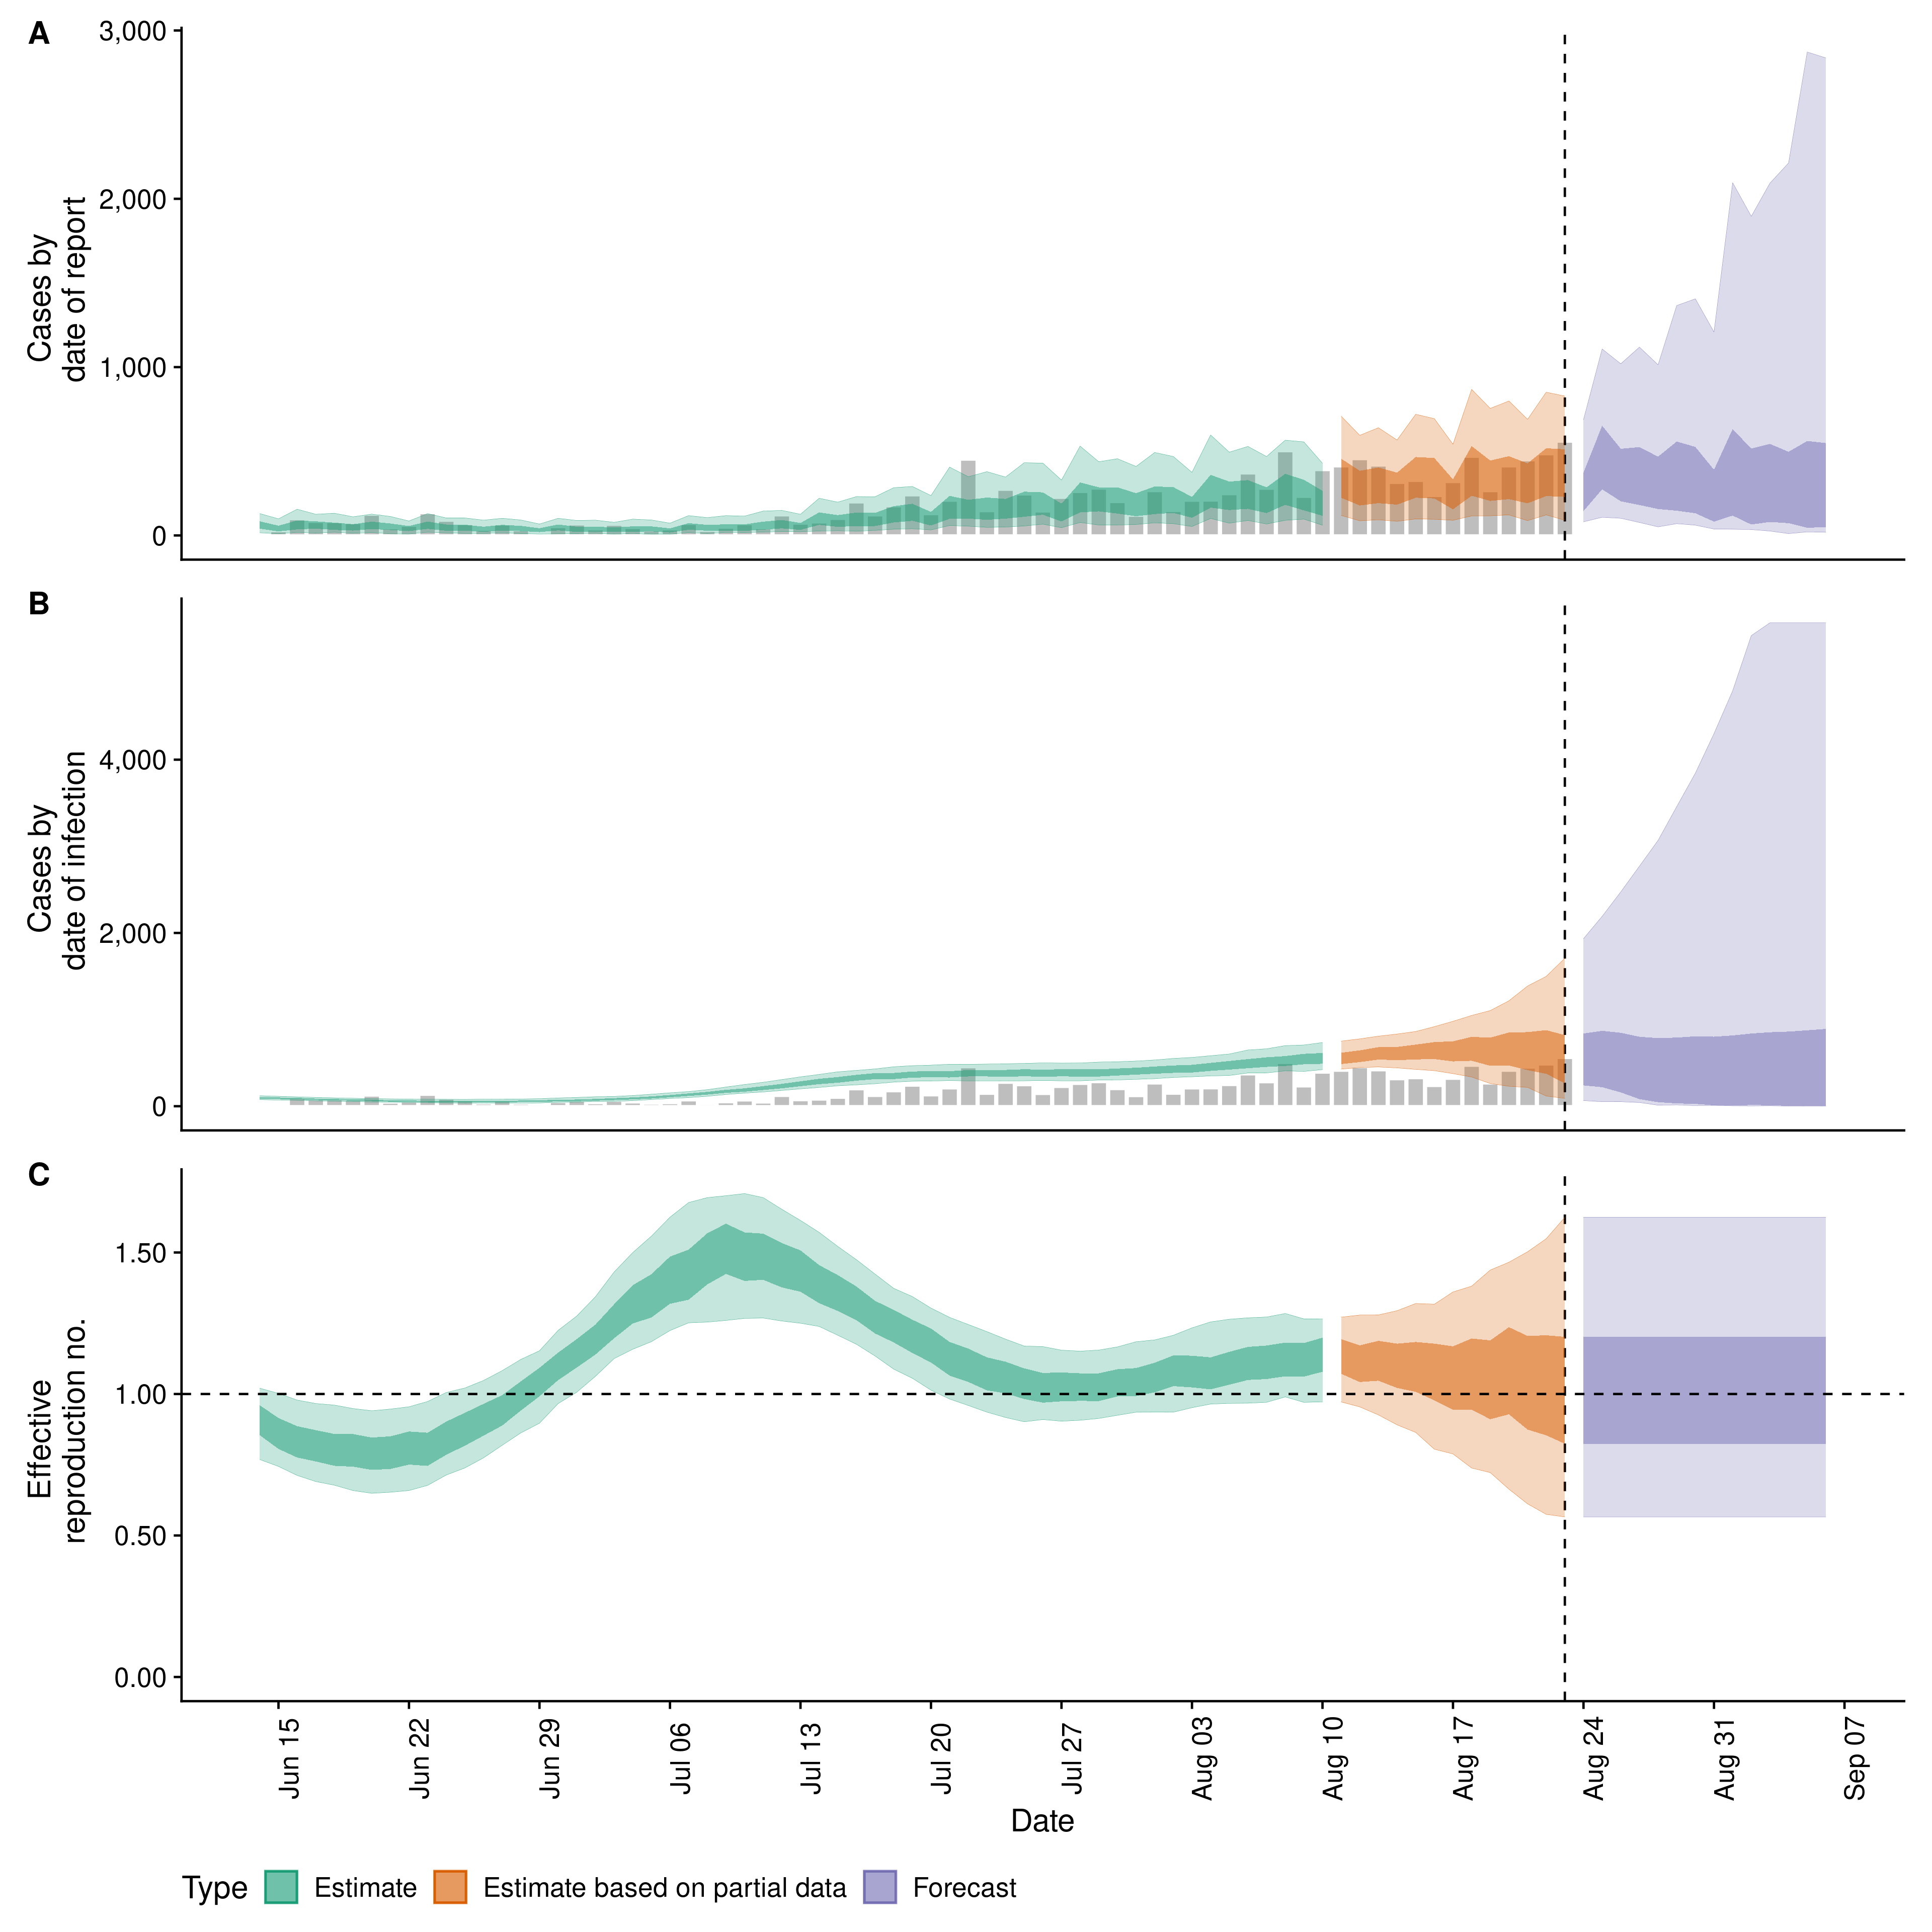 A
Cases by
date of report
3,000
2,000
1,000
0
B
Cases by
date of infection
4,000
2,000
0
C
Effective
reproduction no.
1.50
1.00
0.50
0.00
Jun 15
Jun 22
Jun 29
Jul 06
Jul 13
Jul 20
Jul 27
Aug 03
Aug 10
Aug 17
Aug 24
Aug 31
Sep 07
Date
Type Estimate Estimate based on partial data Forecast